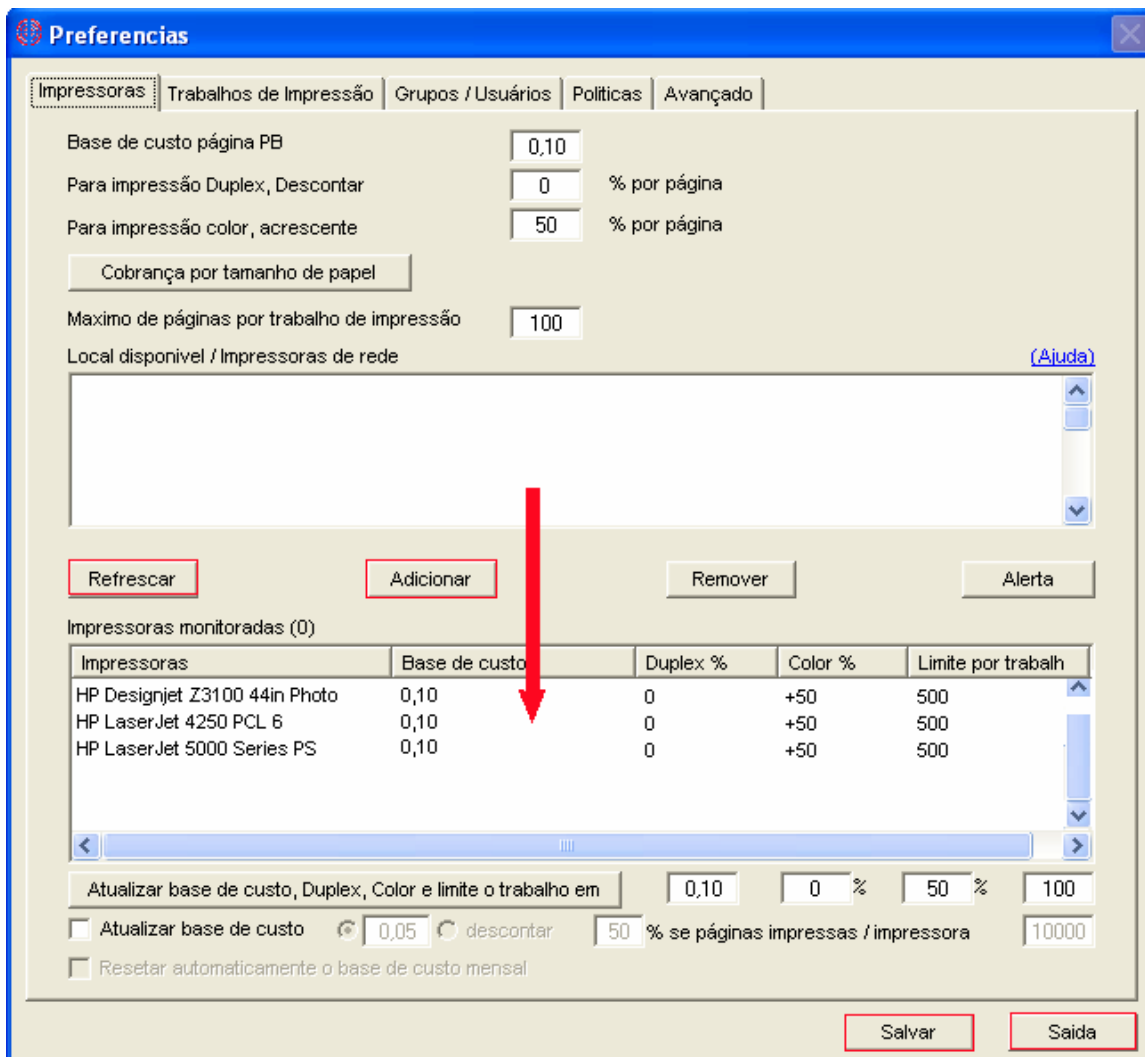 Preferencias
Impressoras Trabalhos de Impressão Grupos / Usuários Politicas Avançado
Base de custo página PB 0,10
Para impressão Duplex, Descontar 0 % por página
Para impressão color, acrescente 50 % por página
Cobrança por tamanho de papel
Maximo de páginas por trabalho de impressão 100
Local disponivel / Impressoras de rede (Ajuda)
Refrescar Adicionar Remover Alerta
Impressoras monitoradas (0)
Impressoras Base de custo Duplex % Color % Limite por trabalh
HP Designjet Z3100 44in Photo 0,10 0 +50 500
HP LaserJet 4250 PCL 6 0,10 0 +50 500
HP LaserJet 5000 Series PS 0,10 0 +50 500
Atualizar base de custo, Duplex, Color e limite o trabalho em 0,10 0 % 50 % 100
Atualizar base de custo 0,05 descontar 50 % se páginas impressas / impressora 10000
Resetar automaticamente o base de custo mensal
Salvar Saida